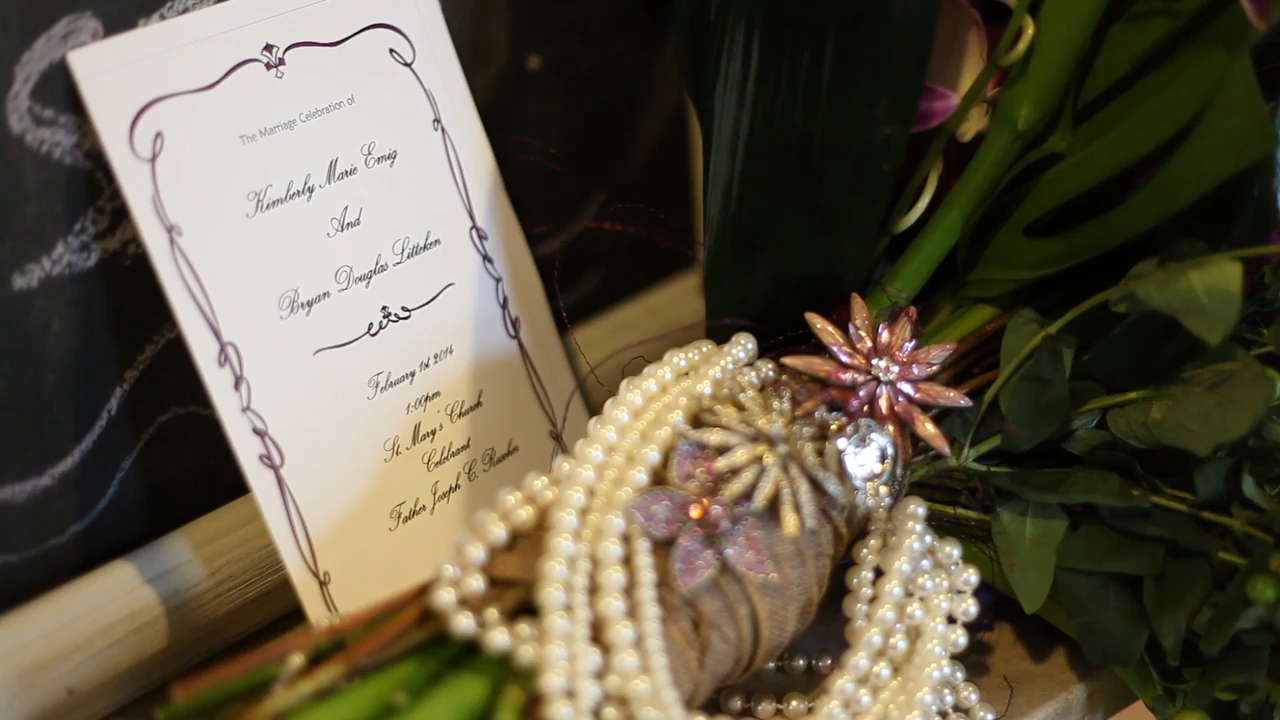 The Marriage Celebration of
Kimberly Marie Emig
And
Bryan Douglas Litteken
February 1st 2014
1:00pm
St. Mary's Church
Celebrant
Father Joseph C.